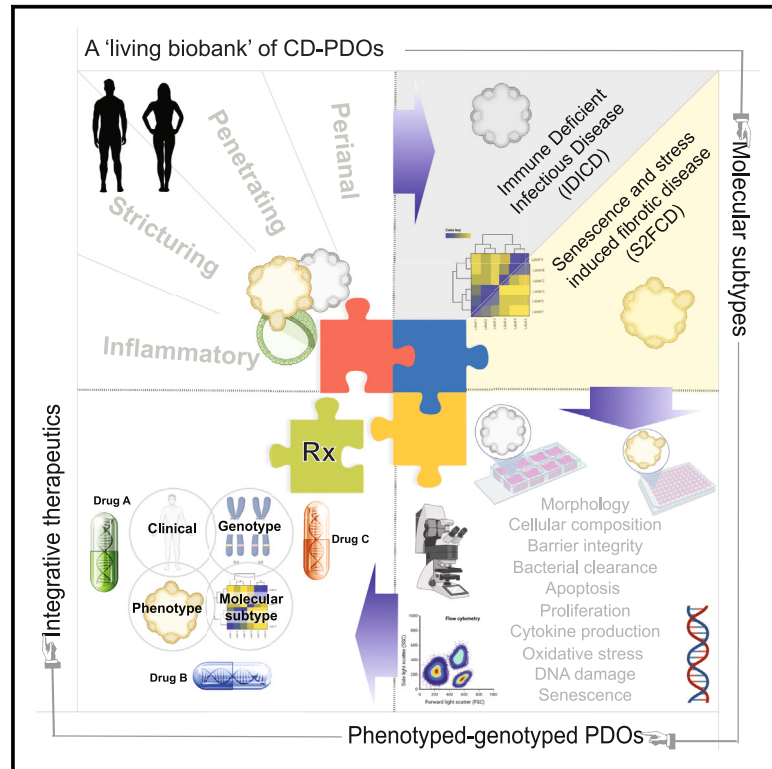 A ‘living biobank’ of CD-PDOs
Perianal
Penetrating
Stricturing
Inflammatory
Immune Deficient
Infectious Disease
(IDICD)
Senescence and stress
induced fibrotic disease
(S2FCD)
Molecular subtypes
Rx
Integrative therapeutics
Drug A
Clinical
Genotype
Drug C
Phenotype
Molecular
subtype
Drug B
Morphology
Cellular composition
Barrier integrity
Bacterial clearance
Apoptosis
Proliferation
Cytokine production
Oxidative stress
DNA damage
Senescence
Flow cytometry
Side light scatter (SSC)
Forward light scatter (FSC)
Phenotyped-genotyped PDOs